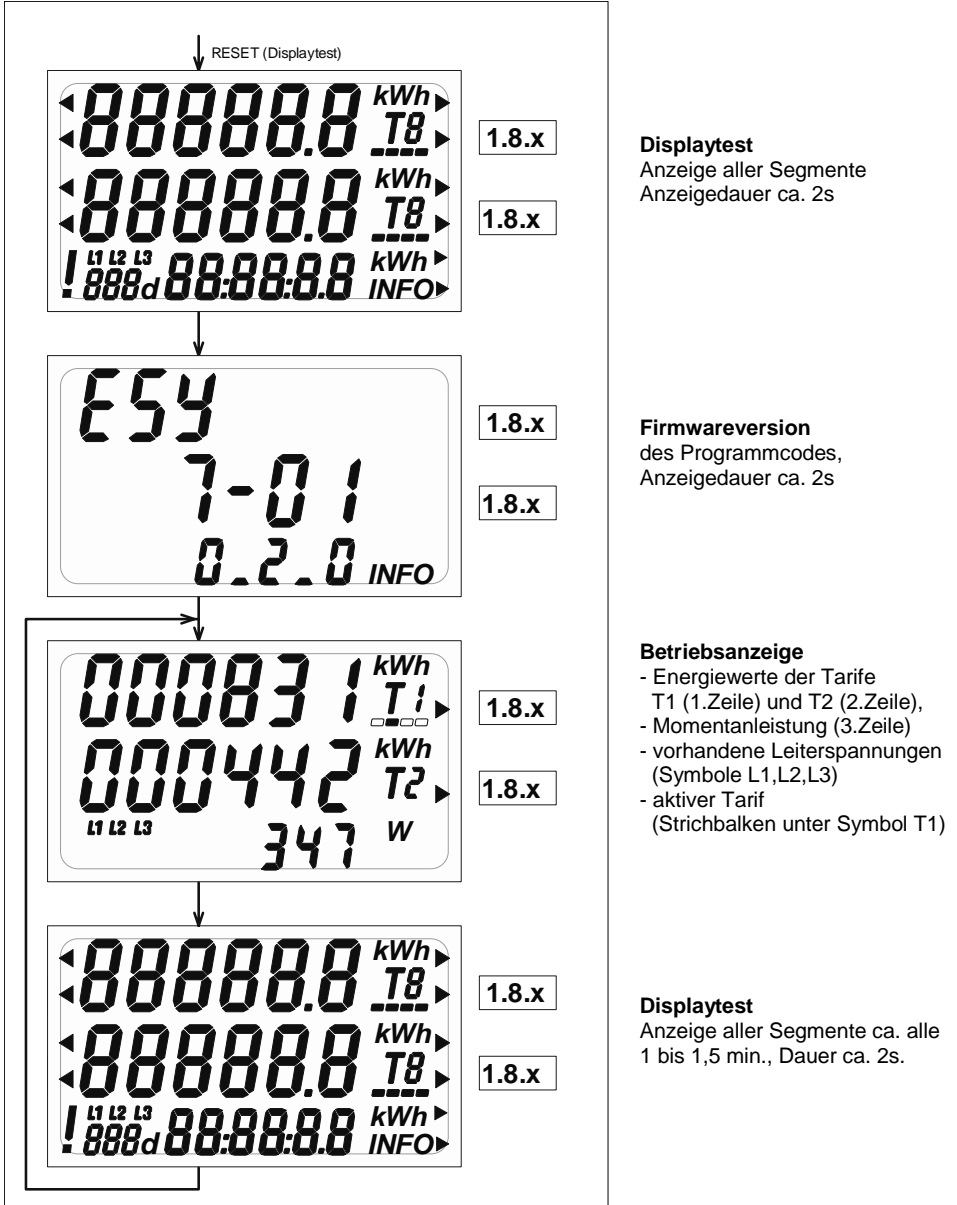 RESET (Displaytest)
888888.8 kWh
T8
1.8.x
888888.8 kWh
T8
1.8.x
! L1 L2 L3 kWh
888d 88:88:8.8 INFO
Displaytest
Anzeige aller Segmente
Anzeigedauer ca. 2s
ESY
1.8.x
7-01
1.8.x
0_2_0 INFO
Firmwareversion
des Programmcodes,
Anzeigedauer ca. 2s
000831 kWh
T1
1.8.x
000442 kWh
T2
1.8.x
L1 L2 L3
347 W
Betriebsanzeige
- Energiewerte der Tarife
T1 (1.Zeile) und T2 (2.Zeile),
- Momentanleistung (3.Zeile)
- vorhandene Leiterspannungen
(Symbole L1,L2,L3)
- aktiver Tarif
(Strichbalken unter Symbol T1)
88888.8 kWh
T8
1.8.x
88888.8 kWh
T8
1.8.x
! L1 L2 L3 kWh
888d 88:88:8.8 INFO
Displaytest
Anzeige aller Segmente ca. alle
1 bis 1,5 min., Dauer ca. 2s.